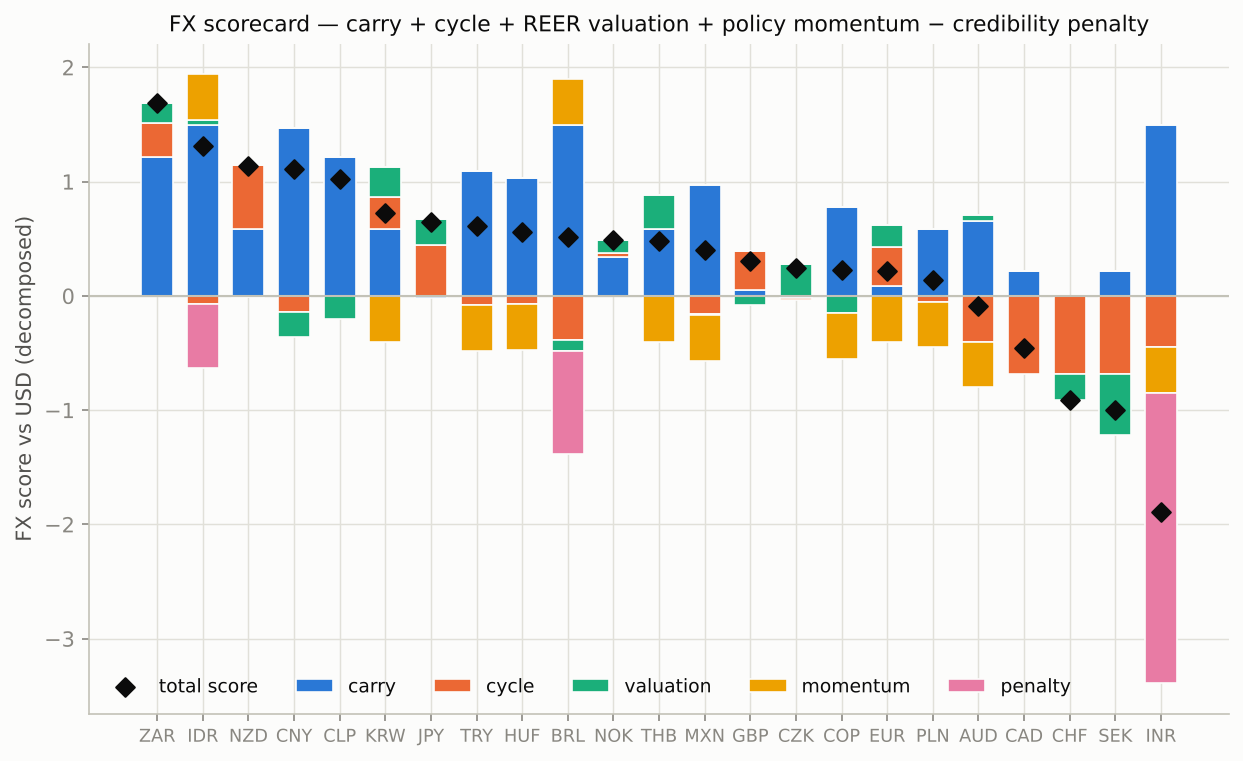 FX scorecard — carry + cycle + REER valuation + policy momentum − credibility penalty
FX score vs USD (decomposed)
2
1
0
−1
−2
−3
total score
carry
cycle
valuation
momentum
penalty
ZAR IDR NZD CNY CLP KRW JPY TRY HUF BRL NOK THB MXN GBP CZK COP EUR PLN AUD CAD CHF SEK INR